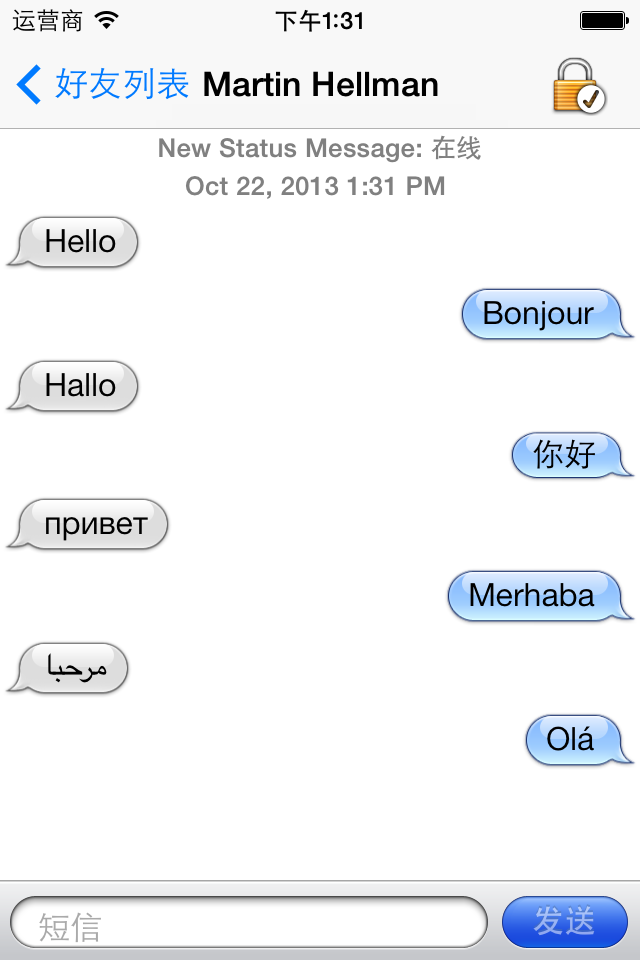 运营商 下午1:31
好友列表 Martin Hellman
New Status Message: 在线
Oct 22, 2013 1:31 PM
Hello
Bonjour
Hallo
你好
привет
Merhaba
مرحبا
Olá
短信 发送